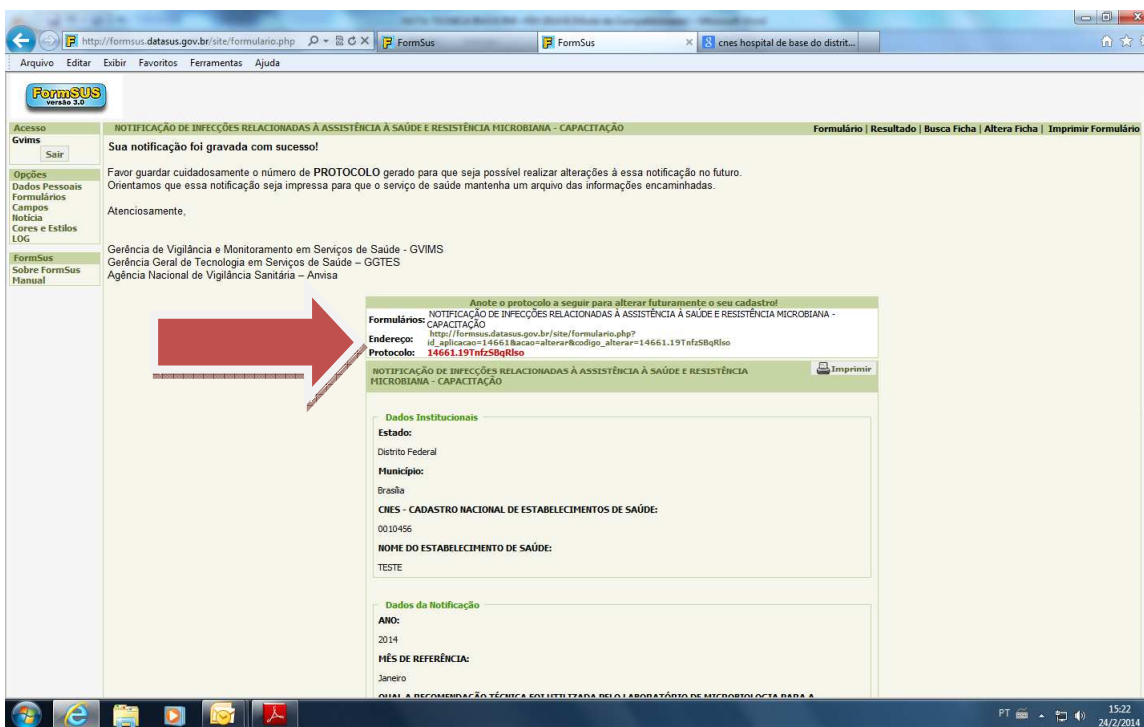 http://formsus.datasus.gov.br/site/formulario.php
FormSus
FormSus
cnes hospital de base do distrit...
Arquivo Editar Exibir Favoritos Ferramentas Ajuda
FormSUS
versão 3.0
Acesso
Gvims
Sair
Opções
Dados Pessoais
Formulários
Campos
Notícia
Cores e Estilos
LOG
FormSus
Sobre FormSus
Manual
NOTIFICAÇÃO DE INFECÇÕES RELACIONADAS À ASSISTÊNCIA À SAÚDE E RESISTÊNCIA MICROBIANA - CAPACITAÇÃO
Formulário | Resultado | Busca Ficha | Altera Ficha | Imprimir Formulário
Sua notificação foi gravada com sucesso!
Favor guardar cuidadosamente o número de PROTOCOLO gerado para que seja possível realizar alterações à essa notificação no futuro.
Orientamos que essa notificação seja impressa para que o serviço de saúde mantenha um arquivo das informações encaminhadas.
Atenciosamente,
Gerência de Vigilância e Monitoramento em Serviços de Saúde - GVIMS
Gerência Geral de Tecnologia em Serviços de Saúde – GGTES
Agência Nacional de Vigilância Sanitária – Anvisa
Anote o protocolo a seguir para alterar futuramente o seu cadastro!
Formulários: NOTIFICAÇÃO DE INFECÇÕES RELACIONADAS À ASSISTÊNCIA À SAÚDE E RESISTÊNCIA MICROBIANA -
CAPACITAÇÃO
Endereço: http://formsus.datasus.gov.br/site/formulario.php?
id_aplicacao=14661&acao=alterar&codigo_alterar=14661.19TnfzSBqRlso
Protocolo: 14661.19TnfzSBqRlso
NOTIFICAÇÃO DE INFECÇÕES RELACIONADAS À ASSISTÊNCIA À SAÚDE E RESISTÊNCIA
MICROBIANA - CAPACITAÇÃO
Imprimir
Dados Institucionais
Estado:
Distrito Federal
Município:
Brasília
CNES - CADASTRO NACIONAL DE ESTABELECIMENTOS DE SAÚDE:
0010456
NOME DO ESTABELECIMENTO DE SAÚDE:
TESTE
Dados da Notificação
ANO:
2014
MÊS DE REFERÊNCIA:
Janeiro
QUAL A RECOMENDAÇÃO TÉCNICA FOI UTILIZADA PELO LABORATÓRIO DE MICROBIOLOGIA PARA A
PT
15:22
24/2/2014